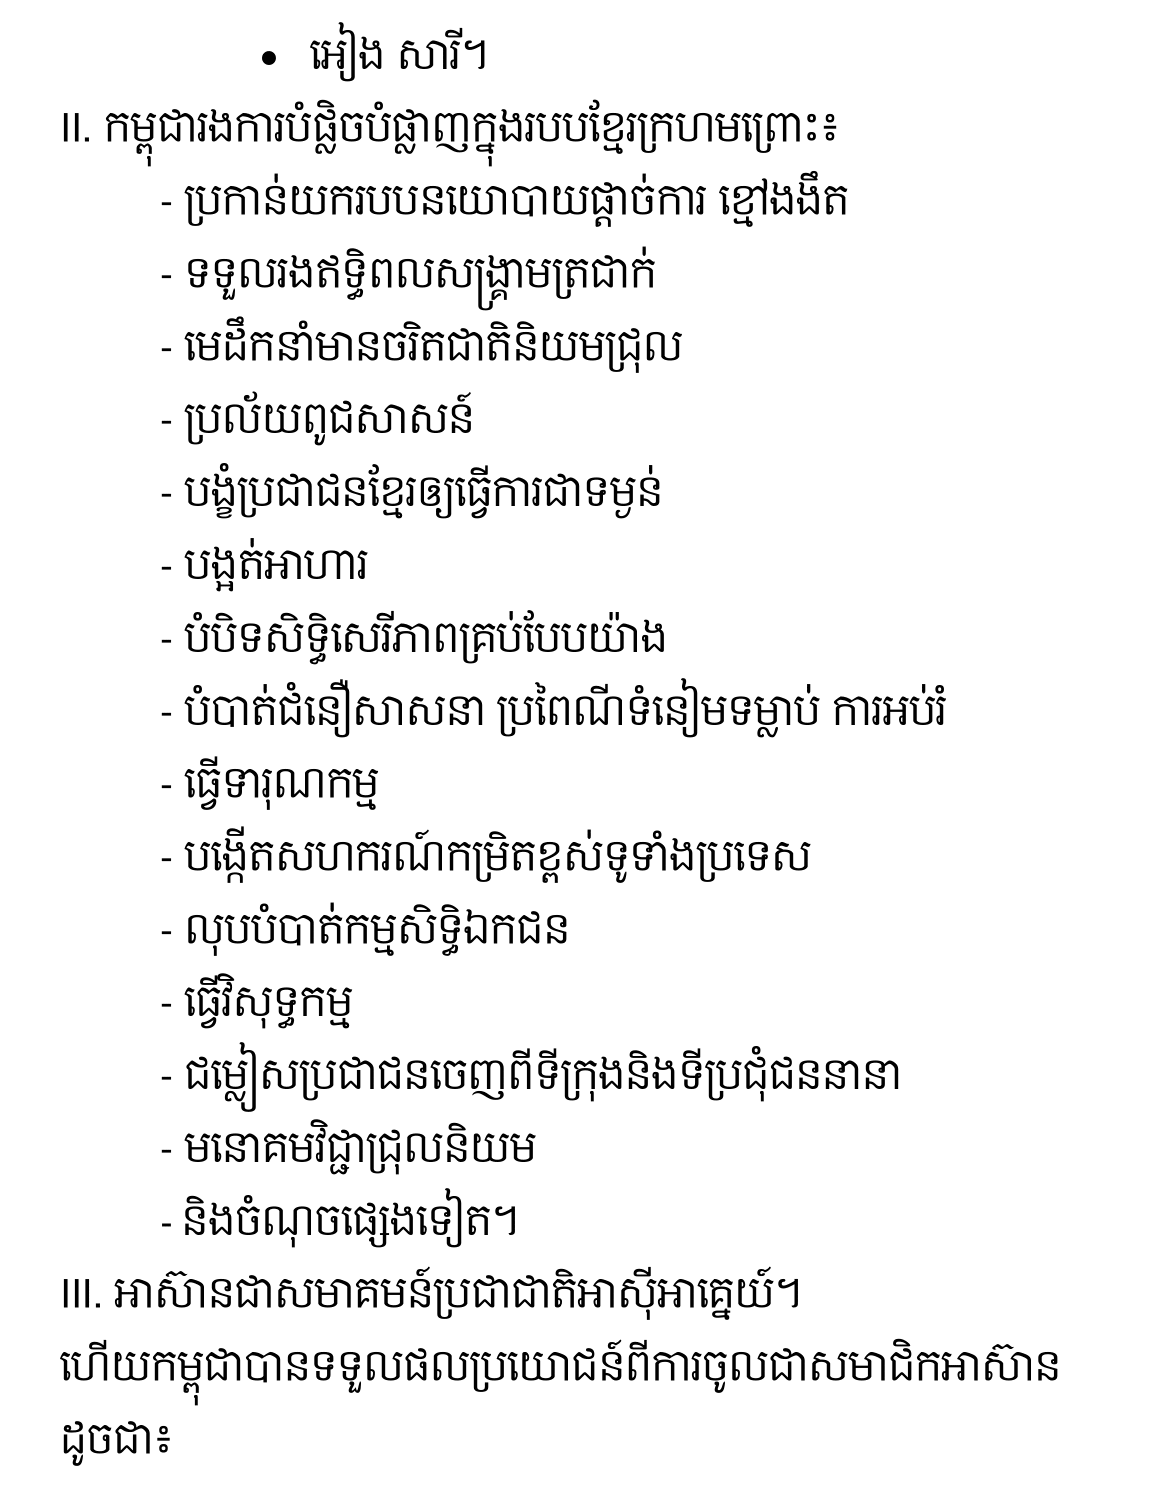 • អៀង សារី។
II. កម្ពុជារងការបំផ្លិចបំផ្លាញក្នុងរបបខ្មែរក្រហមព្រោះ៖
- ប្រកាន់យករបបនយោបាយផ្តាច់ការ ខ្មៅងងឹត
- ទទួលរងឥទ្ធិពលសង្គ្រាមត្រជាក់
- មេដឹកនាំមានចរិតជាតិនិយមជ្រុល
- ប្រល័យពូជសាសន៍
- បង្ខំប្រជាជនខ្មែរឲ្យធ្វើការជាទម្ងន់
- បង្អត់អាហារ
- បំបិទសិទ្ធិសេរីភាពគ្រប់បែបយ៉ាង
- បំបាត់ជំនឿសាសនា ប្រពៃណីទំនៀមទម្លាប់ ការអប់រំ
- ធ្វើទារុណកម្ម
- បង្កើតសហករណ៍កម្រិតខ្ពស់ទូទាំងប្រទេស
- លុបបំបាត់កម្មសិទ្ធិឯកជន
- ធ្វើវិសុទ្ធកម្ម
- ជម្លៀសប្រជាជនចេញពីទីក្រុងនិងទីប្រជុំជននានា
- មនោគមវិជ្ជាជ្រុលនិយម
- និងចំណុចផ្សេងទៀត។
III. អាស៊ានជាសមាគមន៍ប្រជាជាតិអាស៊ីអាគ្នេយ៍។
ហើយកម្ពុជាបានទទួលផលប្រយោជន៍ពីការចូលជាសមាជិកអាស៊ាន
ដូចជា៖